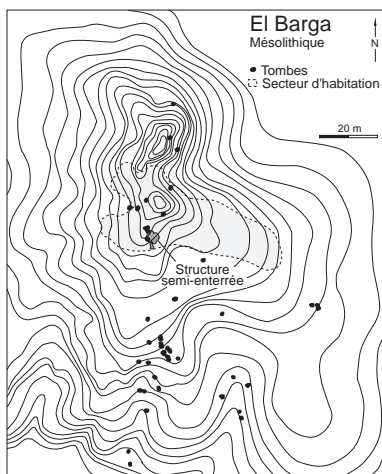 El Barga
Mésolithique
N
Tombes
Secteur d'habitation
20 m
Structure
semi-enterrée